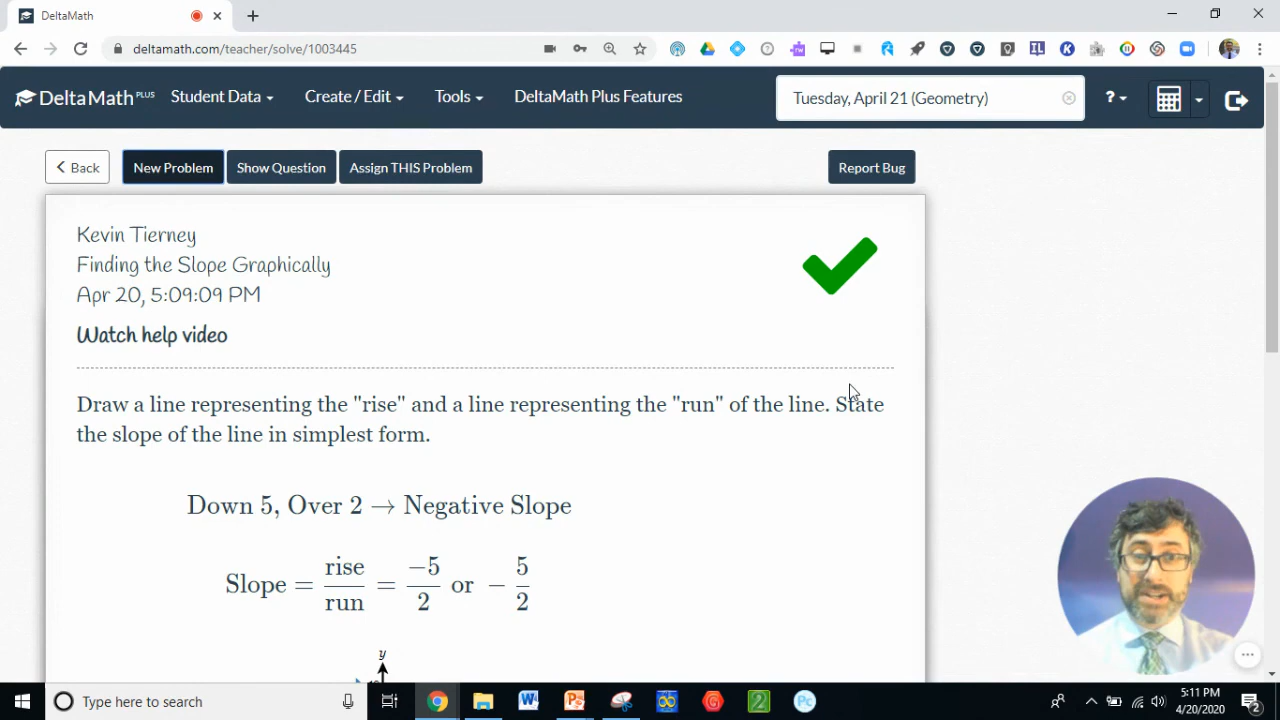 DeltaMath
deltamath.com/teacher/solve/1003445
DeltaMath PLUS
Student Data
Create / Edit
Tools
DeltaMath Plus Features
Tuesday, April 21 (Geometry)
?
Back
New Problem
Show Question
Assign THIS Problem
Report Bug
Kevin Tierney
Finding the Slope Graphically
Apr 20, 5:09:09 PM
Watch help video
Draw a line representing the "rise" and a line representing the "run" of the line. State
the slope of the line in simplest form.
Down 5, Over 2 → Negative Slope
Slope = rise/run = −5/2 or − 5/2
y
Type here to search
5:11 PM
4/20/2020
2